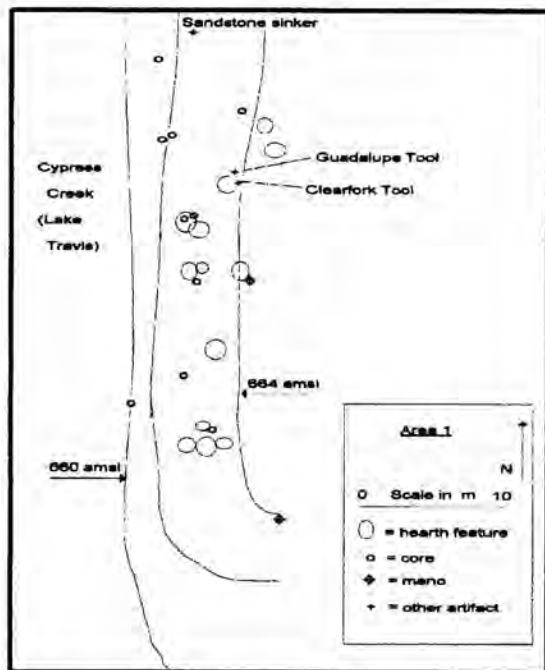 Sandstone sinker
Guadalupe Tool
Clearfork Tool
Cypress
Creek
(Lake
Travis)
664 amsl
660 amsl
Area 1
N
0 Scale in m 10
= hearth feature
= core
= mano
= other artifact